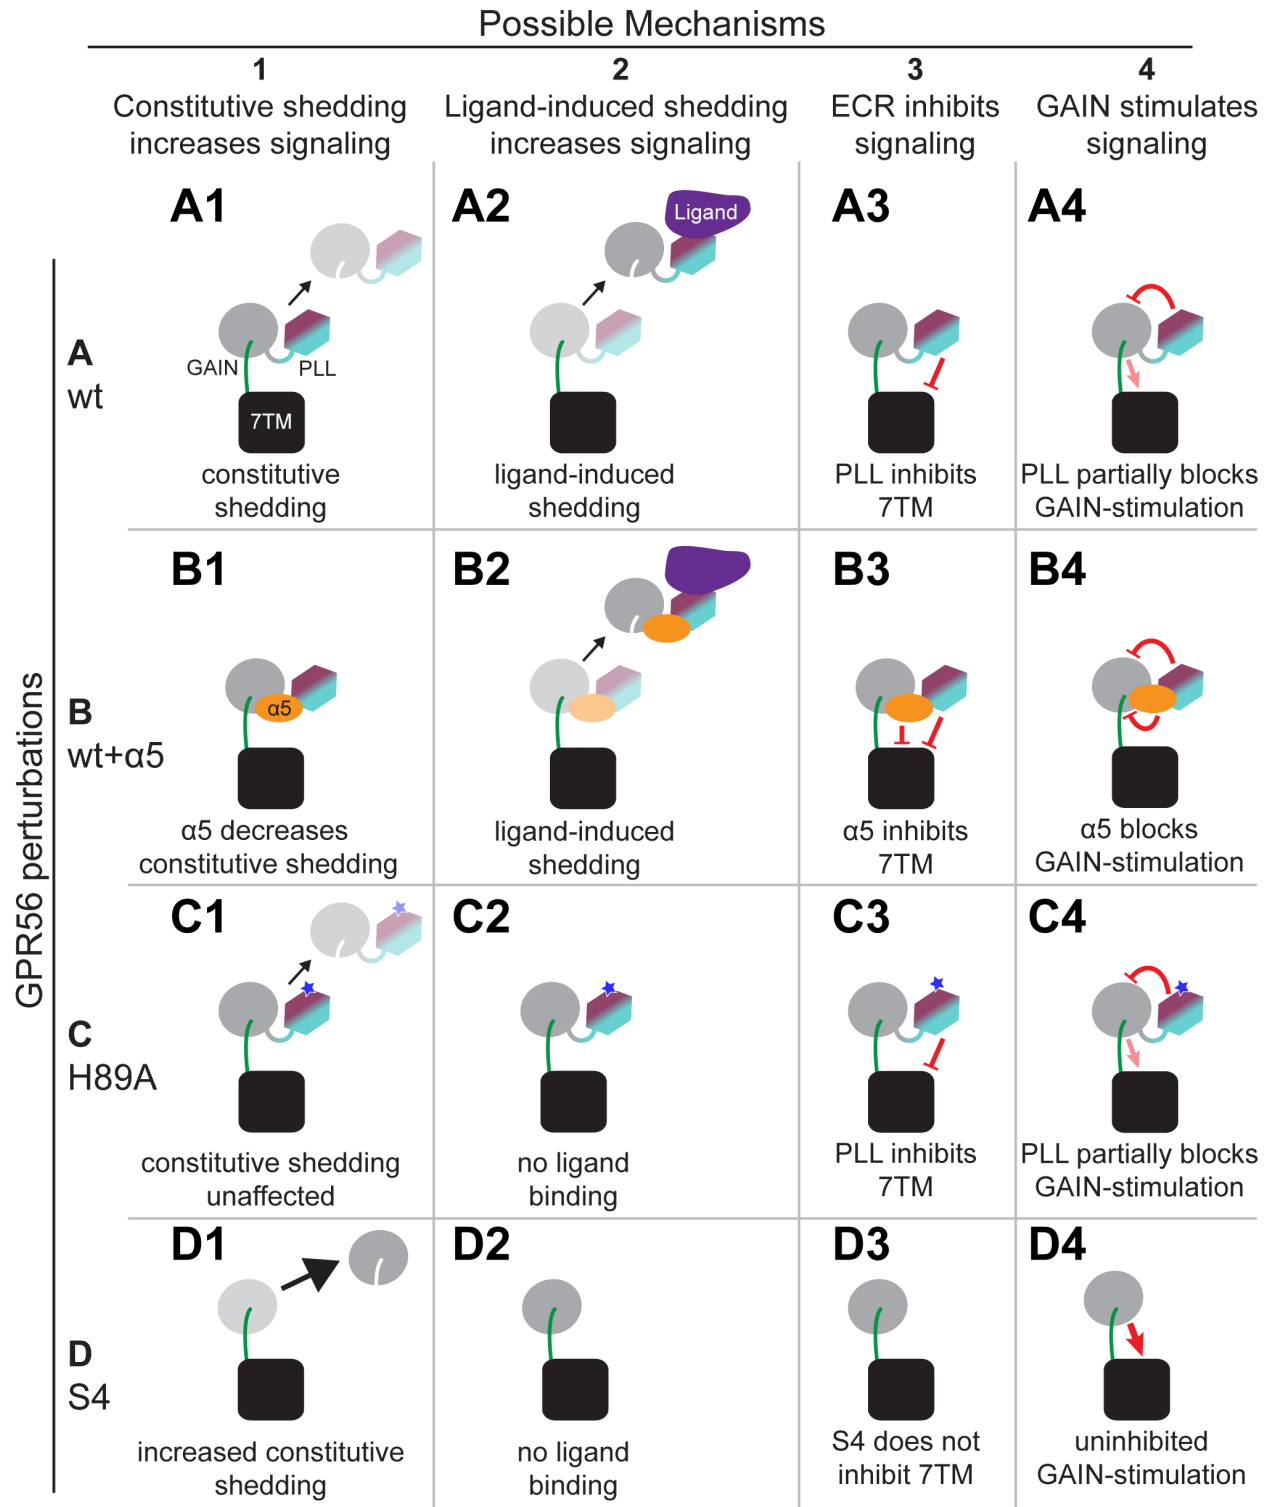 Possible Mechanisms
1
2
3
4
Constitutive shedding
increases signaling
Ligand-induced shedding
increases signaling
ECR inhibits
signaling
GAIN stimulates
signaling
GPR56 perturbations
A
wt
A1
GAIN
PLL
7TM
constitutive
shedding
A2
Ligand
ligand-induced
shedding
A3
PLL inhibits
7TM
A4
PLL partially blocks
GAIN-stimulation
B
wt+α5
B1
α5
α5 decreases
constitutive shedding
B2
ligand-induced
shedding
B3
α5 inhibits
7TM
B4
α5 blocks
GAIN-stimulation
C
H89A
C1
constitutive shedding
unaffected
C2
no ligand
binding
C3
PLL inhibits
7TM
C4
PLL partially blocks
GAIN-stimulation
D
S4
D1
increased constitutive
shedding
D2
no ligand
binding
D3
S4 does not
inhibit 7TM
D4
uninhibited
GAIN-stimulation